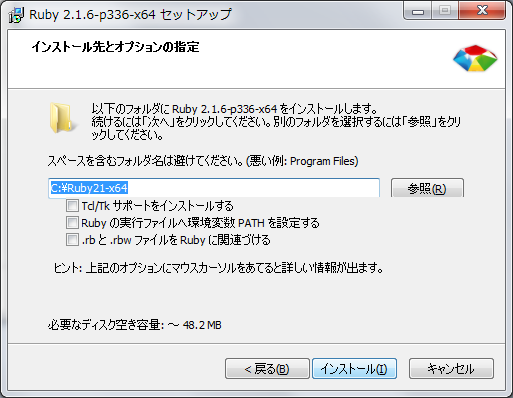 Ruby 2.1.6-p336-x64 セットアップ
インストール先とオプションの指定
以下のフォルダに Ruby 2.1.6-p336-x64 をインストールします。
続けるには「次へ」をクリックしてください。別のフォルダを選択するには「参照」をクリ
ックしてください。
スペースを含むフォルダ名は避けてください。(悪い例: Program Files)
C:¥Ruby21-x64
参照(R)
Tcl/Tk サポートをインストールする
Ruby の実行ファイルへ環境変数 PATH を設定する
.rb と .rbw ファイルを Ruby に関連づける
ヒント: 上記のオプションにマウスカーソルをあてると詳しい情報が出ます。
必要なディスク空き容量: ～ 48.2 MB
< 戻る(B)
インストール(I)
キャンセル